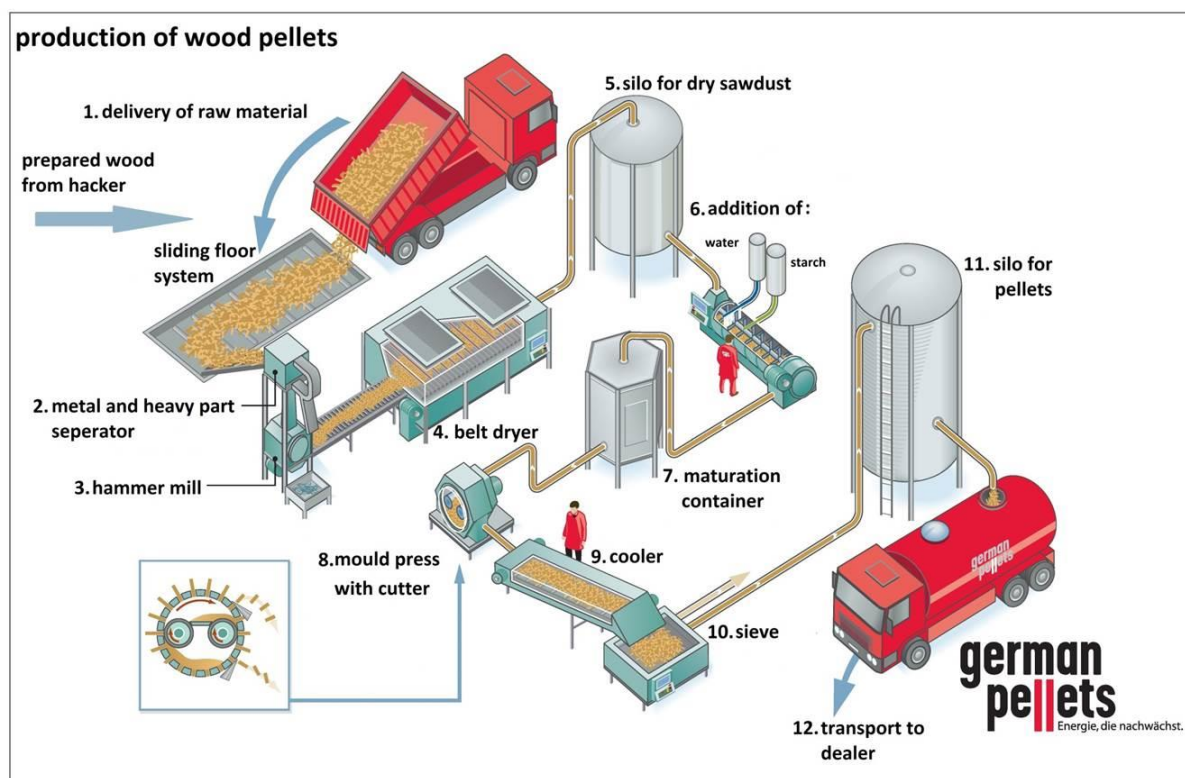 production of wood pellets
1. delivery of raw material
prepared wood
from hacker
sliding floor
system
2. metal and heavy part
seperator
3. hammer mill
4. belt dryer
5. silo for dry sawdust
6. addition of:
water
starch
7. maturation
container
8. mould press
with cutter
9. cooler
10. sieve
11. silo for
pellets
german
pellets
12. transport to
dealer
german
pellets
Energie, die nachwächst.